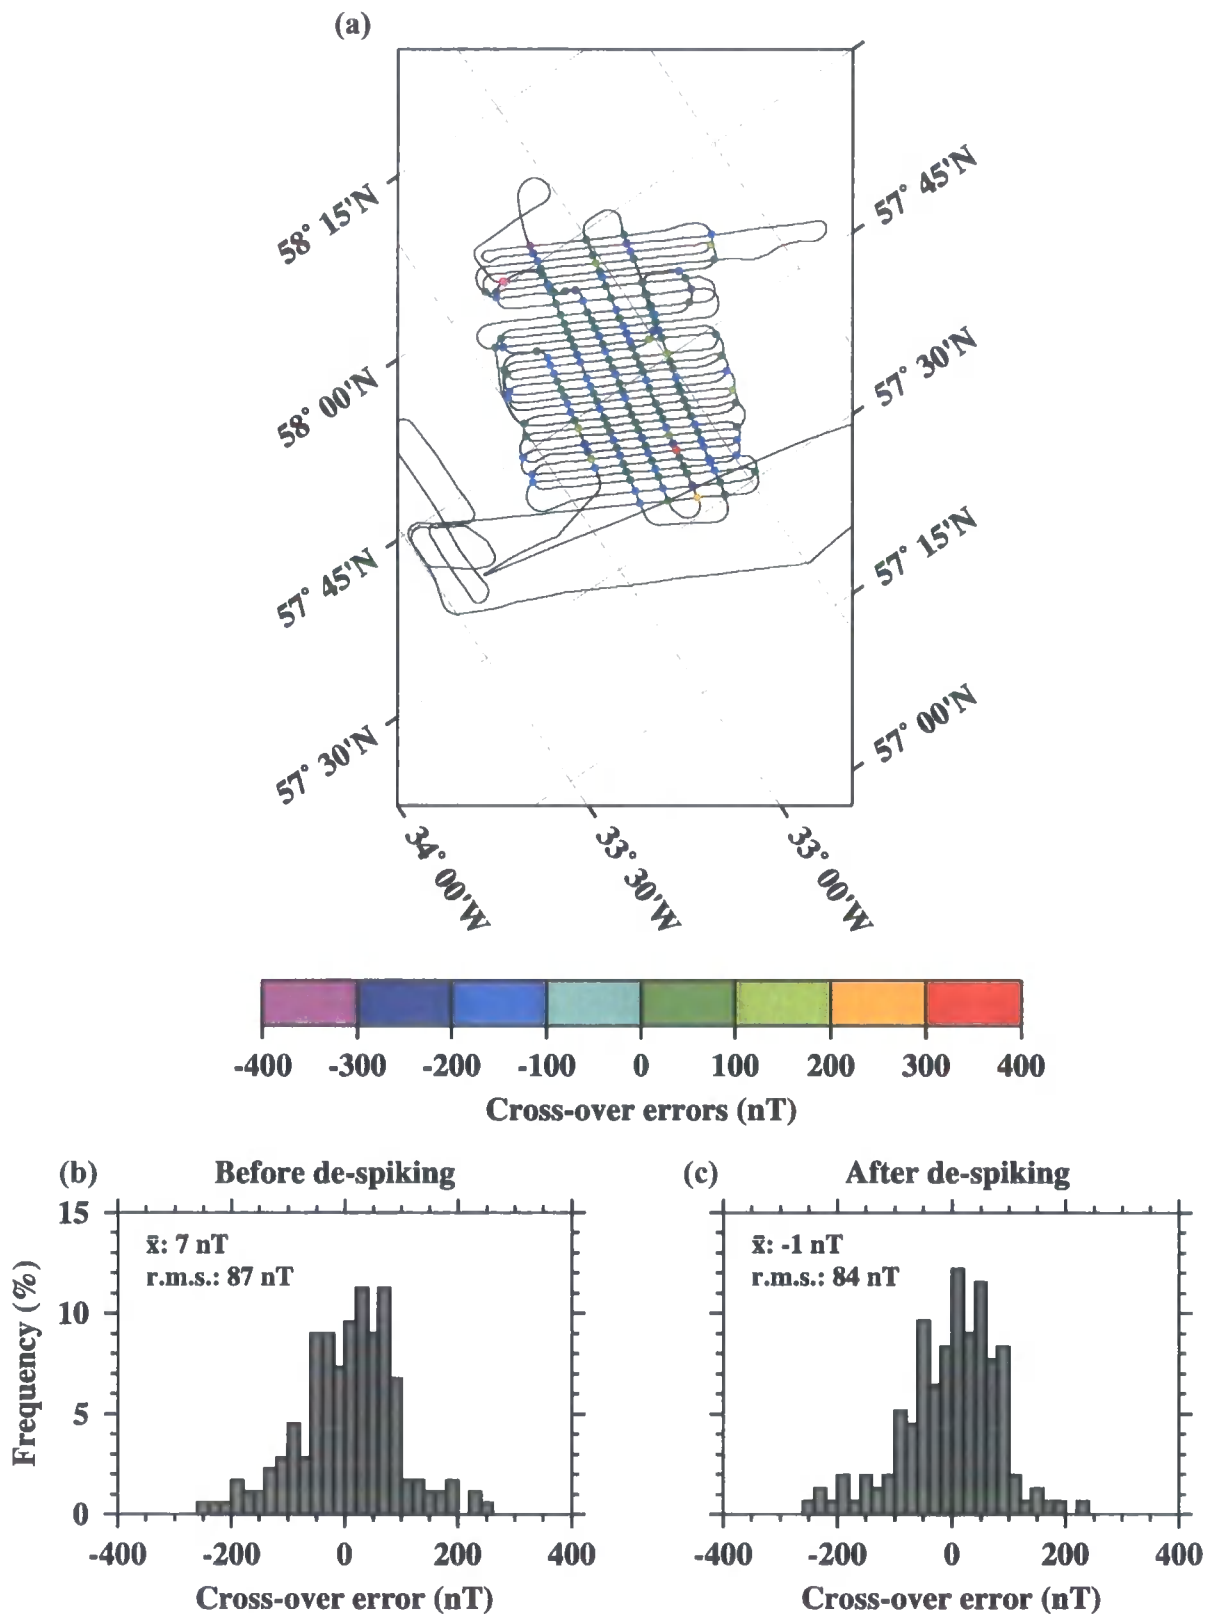 (a)
58° 15'N
58° 00'N
57° 45'N
57° 30'N
57° 45'N
57° 30'N
57° 15'N
57° 00'N
34° 00'W
33° 30'W
33° 00'W
-400 -300 -200 -100 0 100 200 300 400
Cross-over errors (nT)
(b) Before de-spiking
15
10
5
0
Frequency (%)
x̄: 7 nT
r.m.s.: 87 nT
-400 -200 0 200 400
Cross-over error (nT)
(c) After de-spiking
x̄: -1 nT
r.m.s.: 84 nT
-400 -200 0 200 400
Cross-over error (nT)